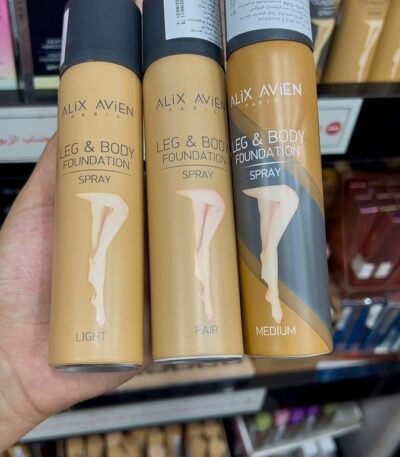 ALIX AVIEN
PARIS
LEG & BODY
FOUNDATION
SPRAY
LIGHT
ALIX AVIEN
PARIS
LEG & BODY
FOUNDATION
SPRAY
FAIR
ALIX AVIEN
PARIS
LEG & BODY
FOUNDATION
SPRAY
MEDIUM